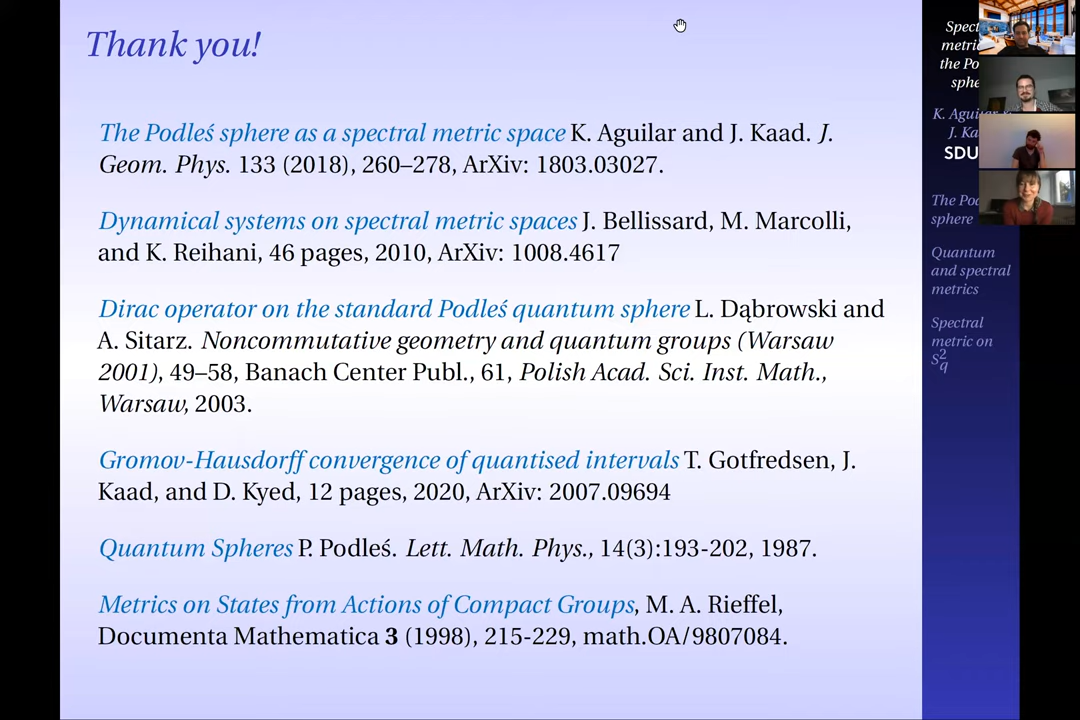 Thank you!
The Podleś sphere as a spectral metric space K. Aguilar and J. Kaad. J.
Geom. Phys. 133 (2018), 260–278, ArXiv: 1803.03027.
Dynamical systems on spectral metric spaces J. Bellissard, M. Marcolli,
and K. Reihani, 46 pages, 2010, ArXiv: 1008.4617
Dirac operator on the standard Podleś quantum sphere L. Dąbrowski and
A. Sitarz. Noncommutative geometry and quantum groups (Warsaw
2001), 49–58, Banach Center Publ., 61, Polish Acad. Sci. Inst. Math.,
Warsaw, 2003.
Gromov-Hausdorff convergence of quantised intervals T. Gotfredsen, J.
Kaad, and D. Kyed, 12 pages, 2020, ArXiv: 2007.09694
Quantum Spheres P. Podleś. Lett. Math. Phys., 14(3):193-202, 1987.
Metrics on States from Actions of Compact Groups, M. A. Rieffel,
Documenta Mathematica 3 (1998), 215-229, math.OA/9807084.
the
K.
J.
SDU
The
sphere
Quantum
and spectral
metrics
Spectral
metric on
S2q